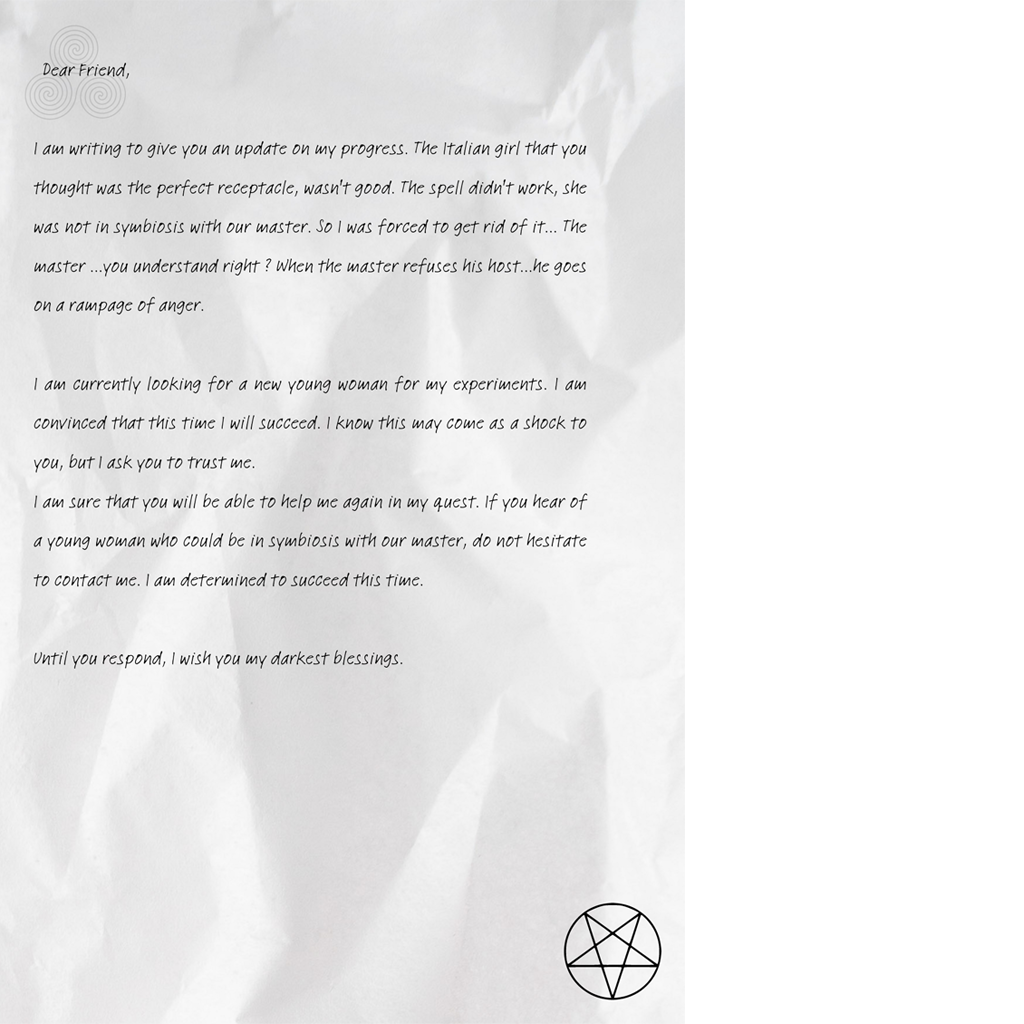 Dear Friend,
I am writing to give you an update on my progress. The Italian girl that you
thought was the perfect receptacle, wasn't good. The spell didn't work, she
was not in symbiosis with our master. So I was forced to get rid of it... The
master ...you understand right ? When the master refuses his host...he goes
on a rampage of anger.
I am currently looking for a new young woman for my experiments. I am
convinced that this time I will succeed. I know this may come as a shock to
you, but I ask you to trust me.
I am sure that you will be able to help me again in my quest. If you hear of
a young woman who could be in symbiosis with our master, do not hesitate
to contact me. I am determined to succeed this time.
Until you respond, I wish you my darkest blessings.